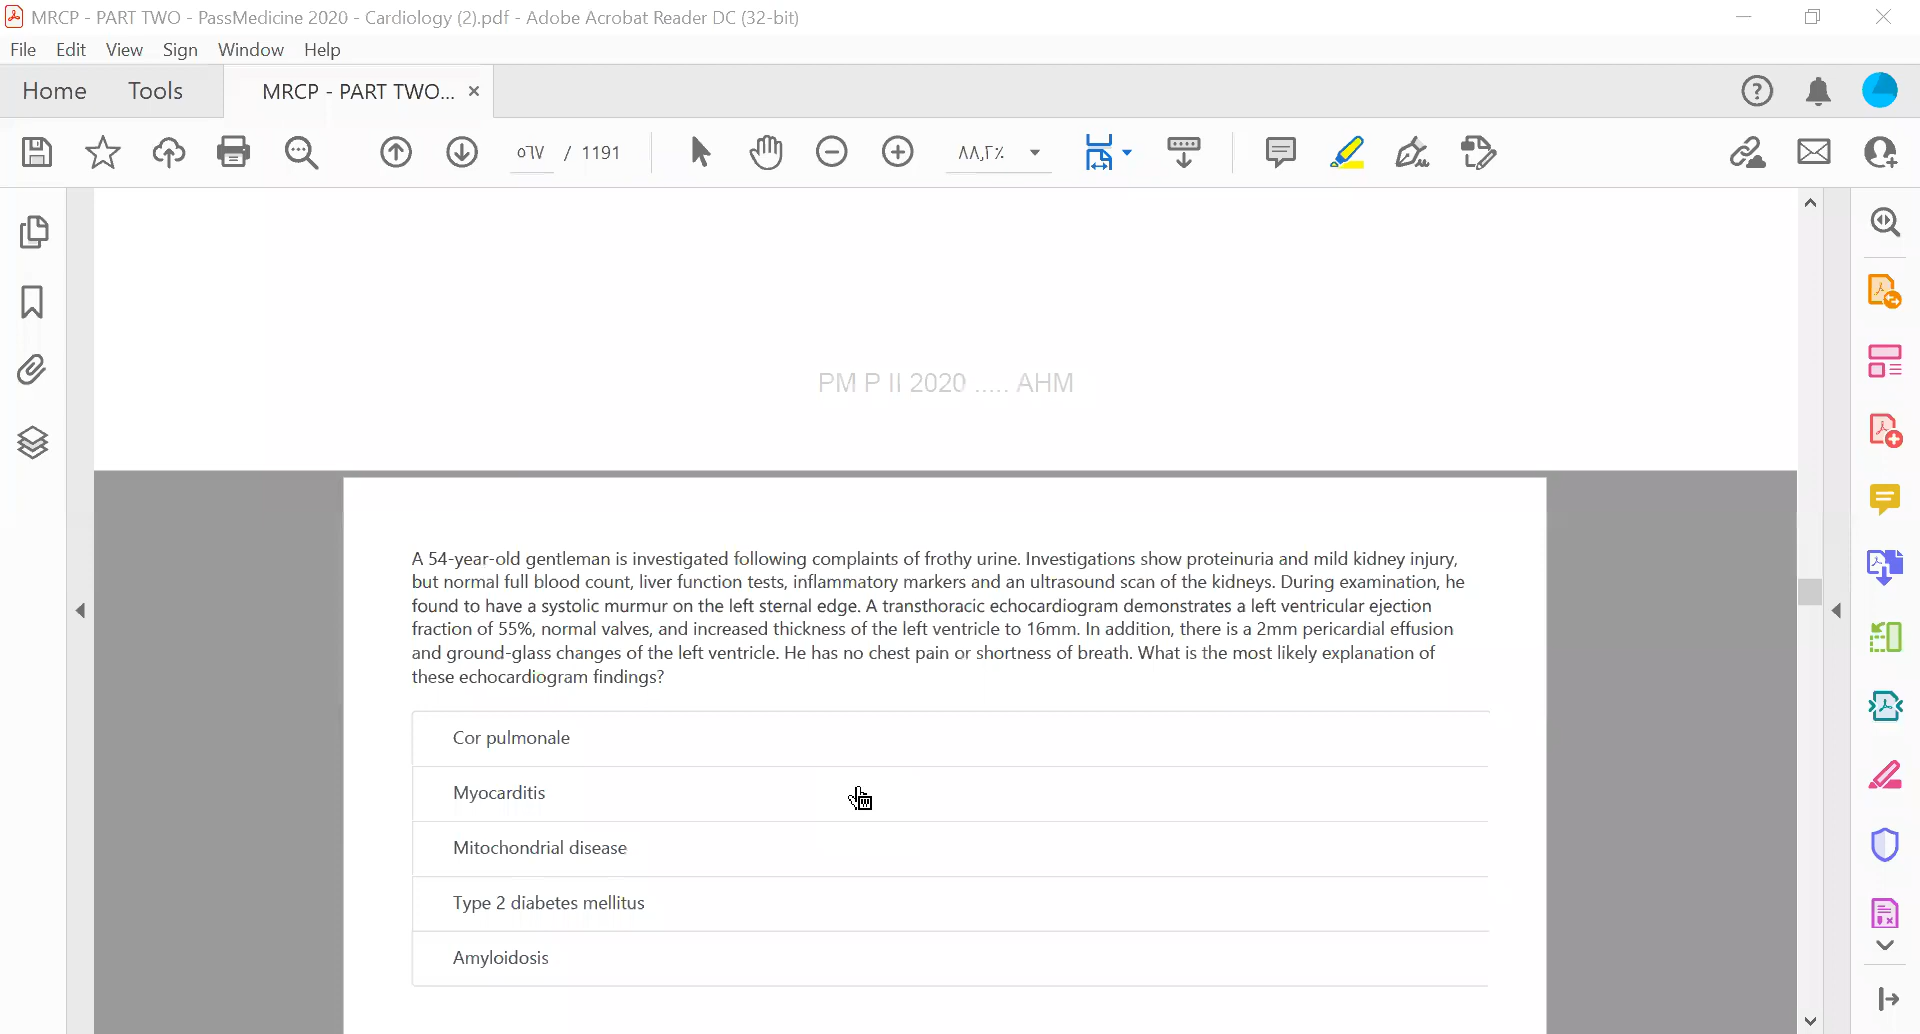 MRCP - PART TWO - PassMedicine 2020 - Cardiology (2).pdf - Adobe Acrobat Reader DC (32-bit)
File Edit View Sign Window Help
Home Tools MRCP - PART TWO... ×
٥٦٧ / 1191 ٨٨,٢٪
PM P II 2020 ..... AHM
A 54-year-old gentleman is investigated following complaints of frothy urine. Investigations show proteinuria and mild kidney injury,
but normal full blood count, liver function tests, inflammatory markers and an ultrasound scan of the kidneys. During examination, he
found to have a systolic murmur on the left sternal edge. A transthoracic echocardiogram demonstrates a left ventricular ejection
fraction of 55%, normal valves, and increased thickness of the left ventricle to 16mm. In addition, there is a 2mm pericardial effusion
and ground-glass changes of the left ventricle. He has no chest pain or shortness of breath. What is the most likely explanation of
these echocardiogram findings?
Cor pulmonale
Myocarditis
Mitochondrial disease
Type 2 diabetes mellitus
Amyloidosis